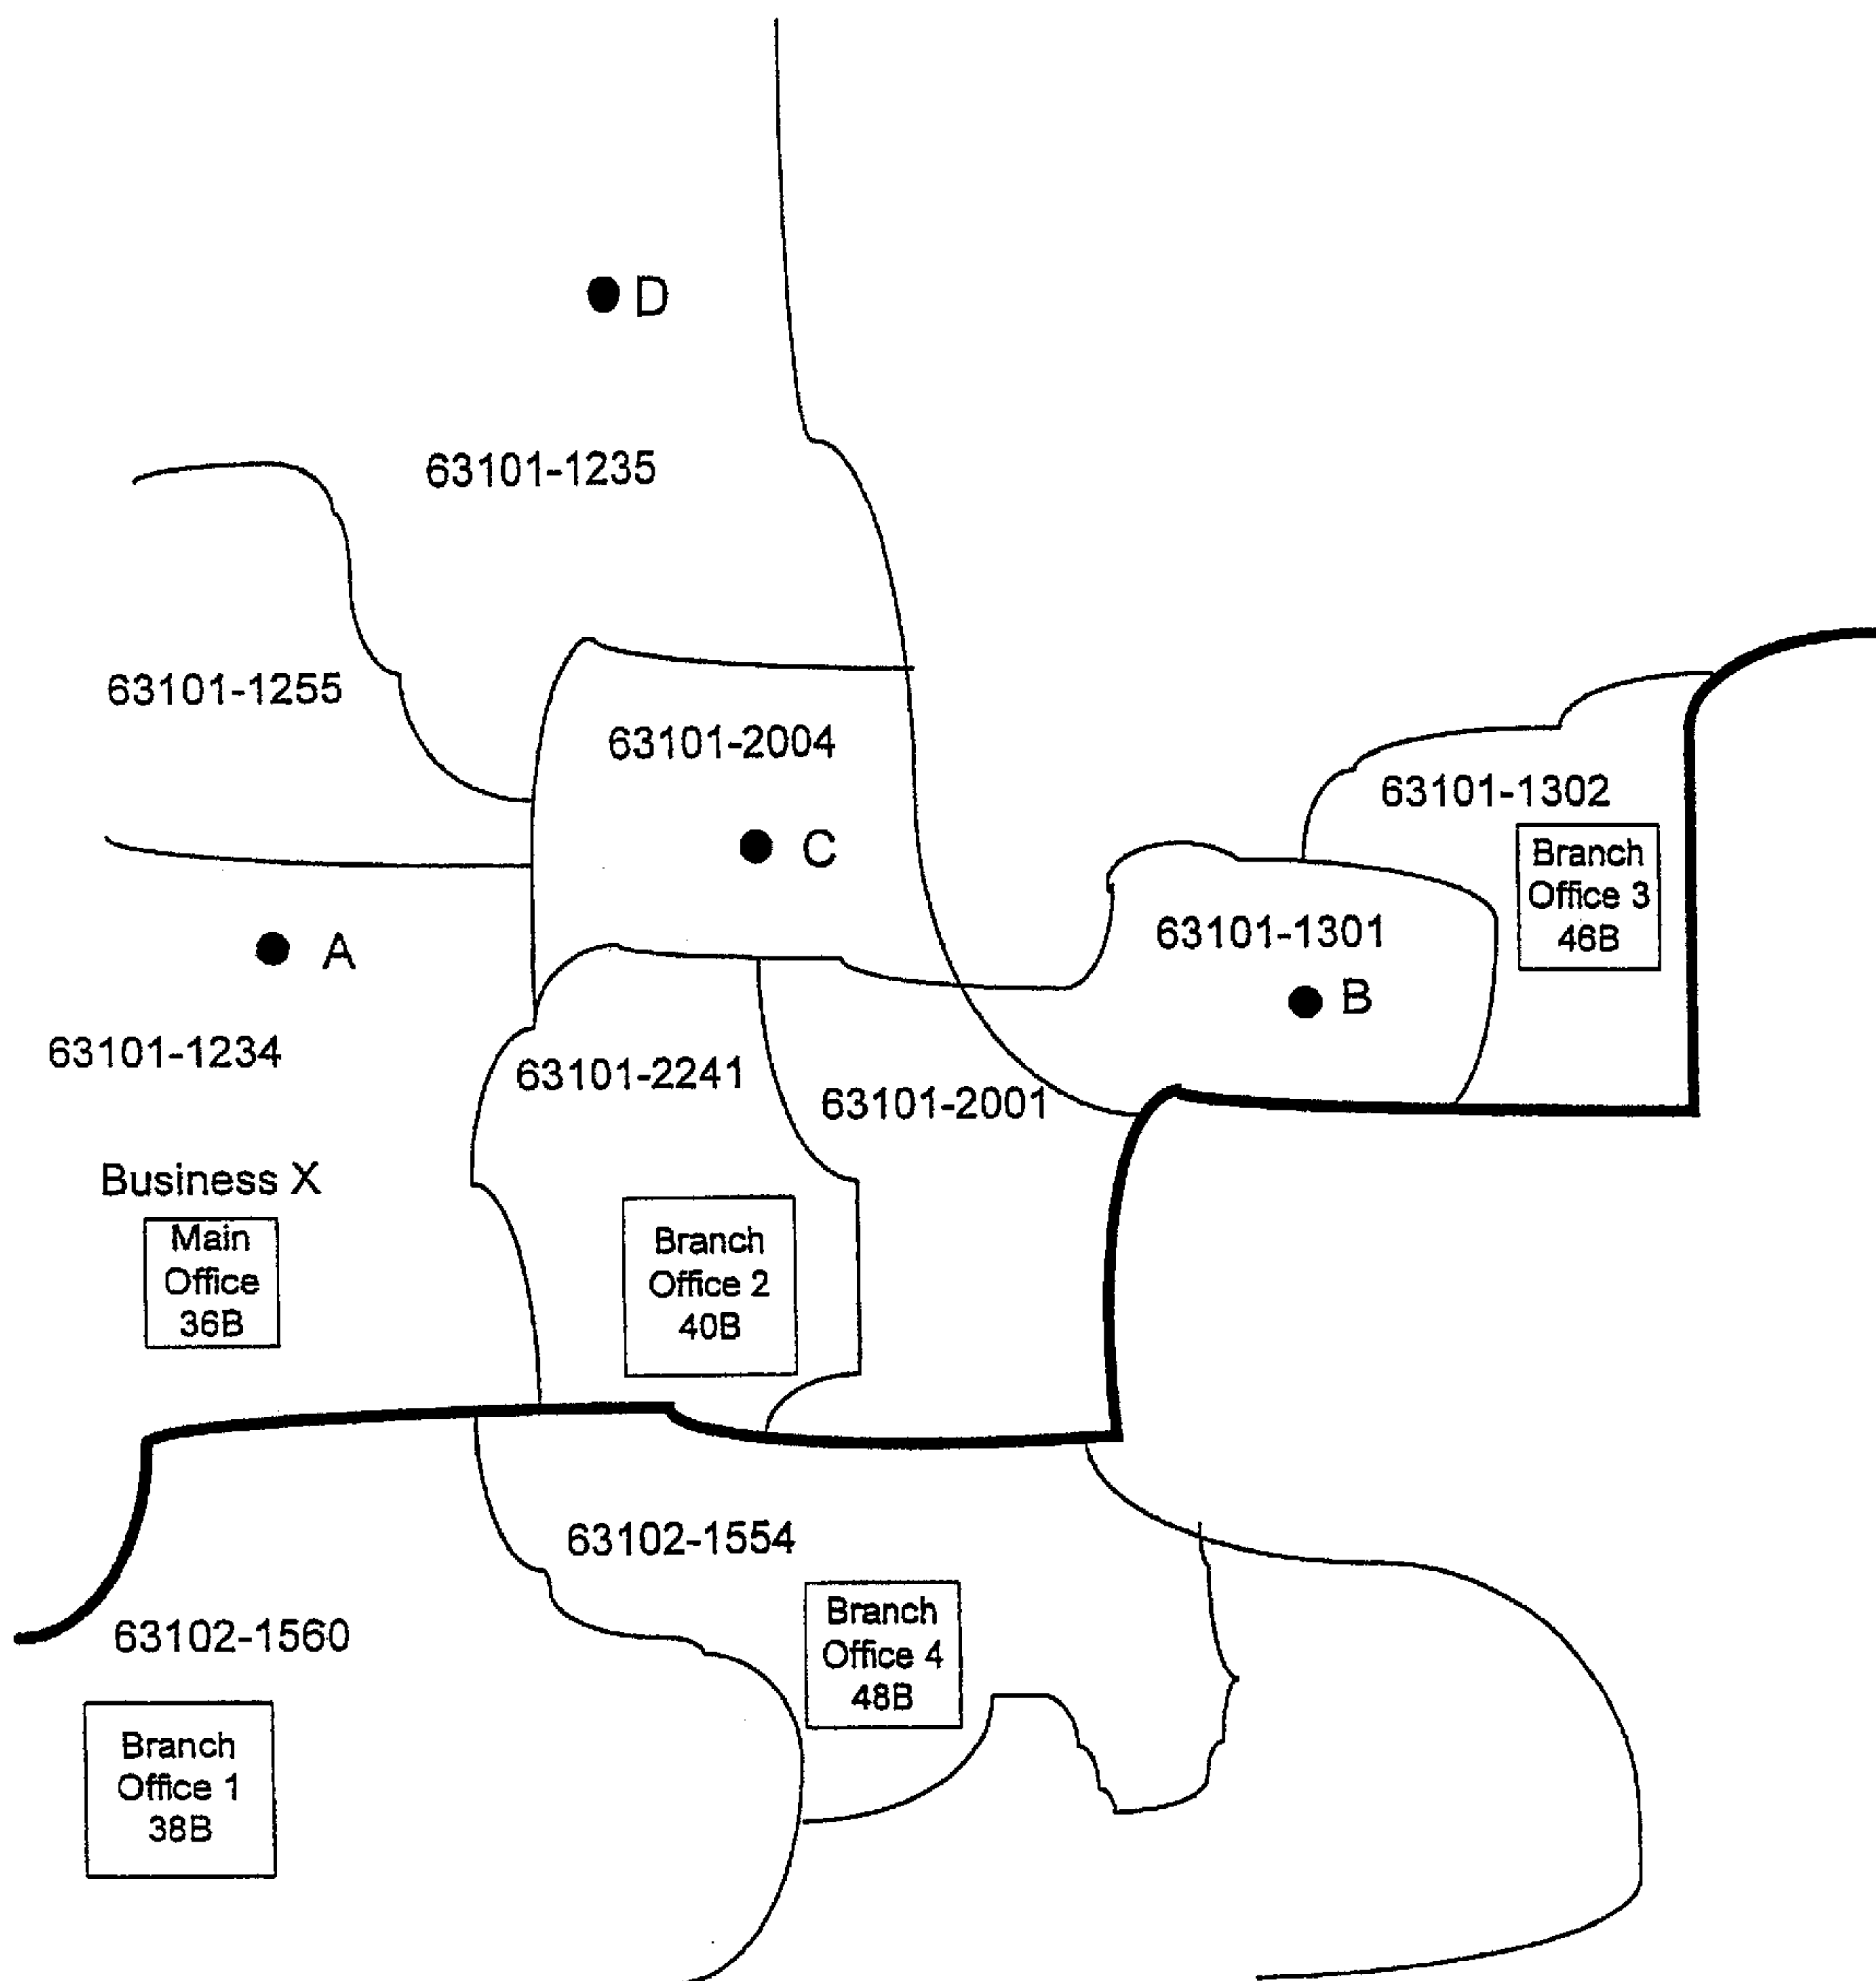 D
63101-1235
63101-1255
63101-2004
63101-1302
C
Branch
Office 3
46B
63101-1301
A
B
63101-1234
63101-2241
63101-2001
Business X
Main
Office
36B
Branch
Office 2
40B
63102-1554
63102-1560
Branch
Office 4
48B
Branch
Office 1
38B